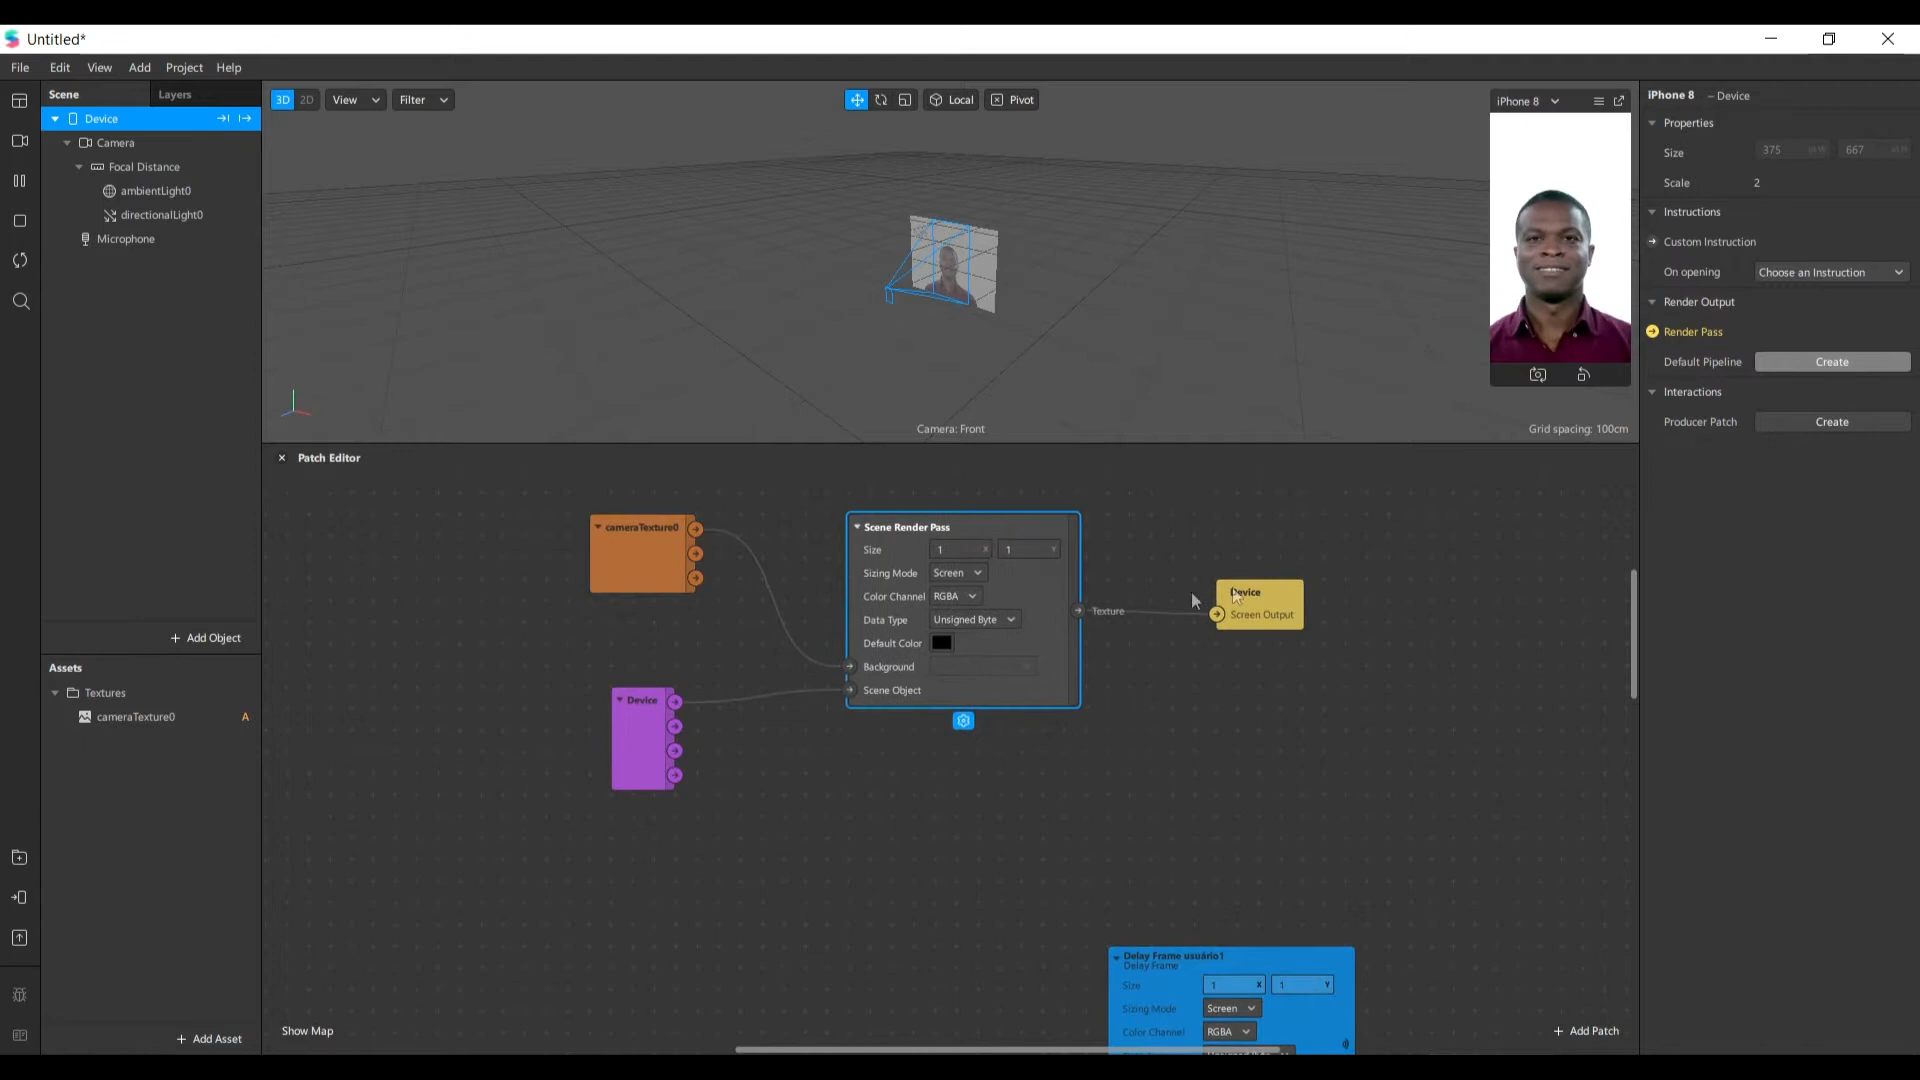 Untitled*
File Edit View Add Project Help
Scene Layers
Device
Camera
Focal Distance
ambientLight0
directionalLight0
Microphone
+ Add Object
Assets
Textures
cameraTexture0 A
+ Add Asset
3D 2D View Filter Local Pivot
iPhone 8
Camera: Front
Grid spacing: 100cm
Patch Editor
cameraTexture0
Device
Scene Render Pass
Size 1 X 1 Y
Sizing Mode Screen
Color Channel RGBA
Data Type Unsigned Byte
Default Color
Background
Scene Object
Texture
Device
Screen Output
Delay Frame usuário1
Delay Frame
Size 1 X 1 Y
Sizing Mode Screen
Color Channel RGBA
Show Map
+ Add Patch
iPhone 8 – Device
Properties
Size 375 667
Scale 2
Instructions
Custom Instruction
On opening Choose an Instruction
Render Output
Render Pass
Default Pipeline Create
Interactions
Producer Patch Create